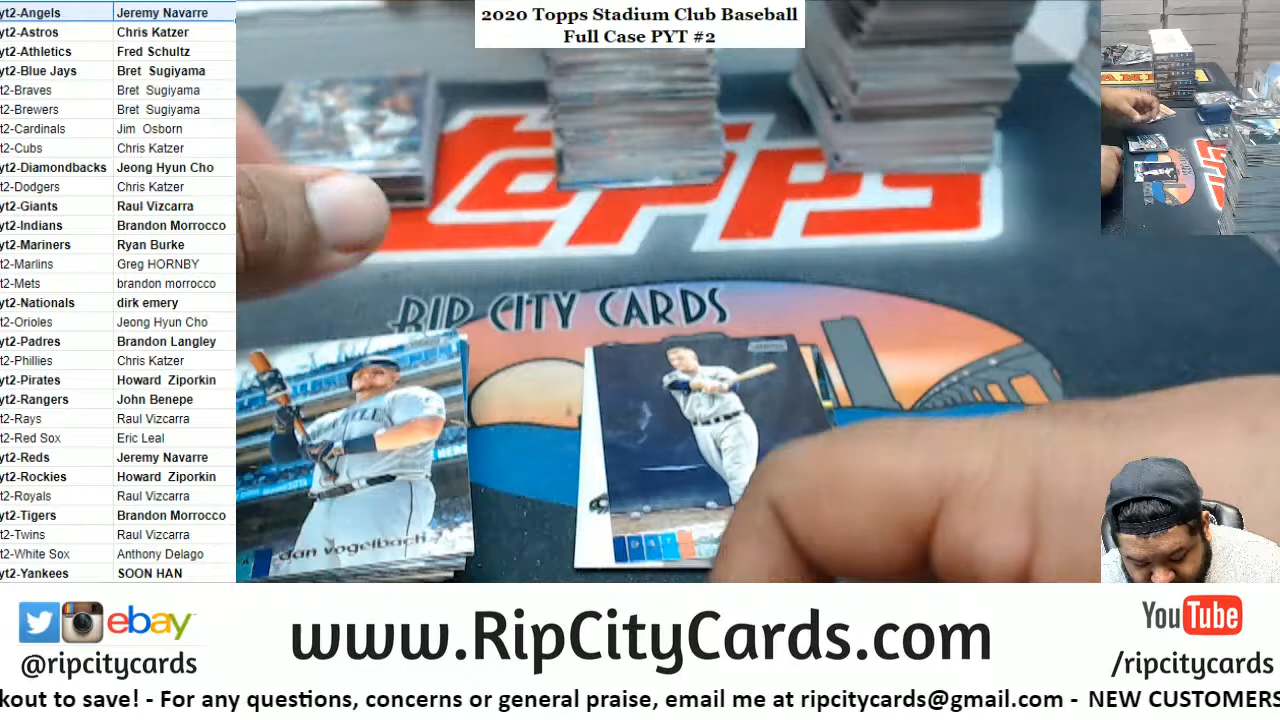 2020 Topps Stadium Club Baseball
Full Case PYT #2
yt2-Angels Jeremy Navarre
t2-Astros Chris Katzer
yt2-Athletics Fred Schultz
yt2-Blue Jays Bret Sugiyama
t2-Braves Bret Sugiyama
t2-Brewers Bret Sugiyama
t2-Cardinals Jim Osborn
t2-Cubs Chris Katzer
yt2-Diamondbacks Jeong Hyun Cho
t2-Dodgers Chris Katzer
yt2-Giants Raul Vizcarra
t2-Indians Brandon Morrocco
yt2-Mariners Ryan Burke
t2-Marlins Greg HORNBY
t2-Mets brandon morrocco
yt2-Nationals dirk emery
t2-Orioles Jeong Hyun Cho
yt2-Padres Brandon Langley
t2-Phillies Chris Katzer
yt2-Pirates Howard Ziporkin
yt2-Rangers John Benepe
t2-Rays Raul Vizcarra
t2-Red Sox Eric Leal
yt2-Reds Jeremy Navarre
yt2-Rockies Howard Ziporkin
t2-Royals Raul Vizcarra
yt2-Tigers Brandon Morrocco
t2-Twins Raul Vizcarra
t2-White Sox Anthony Delago
yt2-Yankees SOON HAN
topps
RIP CITY CARDS
dan vogelbach
ebay
@ripcitycards
www.RipCityCards.com
YouTube
/ripcitycards
kout to save! - For any questions, concerns or general praise, email me at ripcitycards@gmail.com - NEW CUSTOMERS